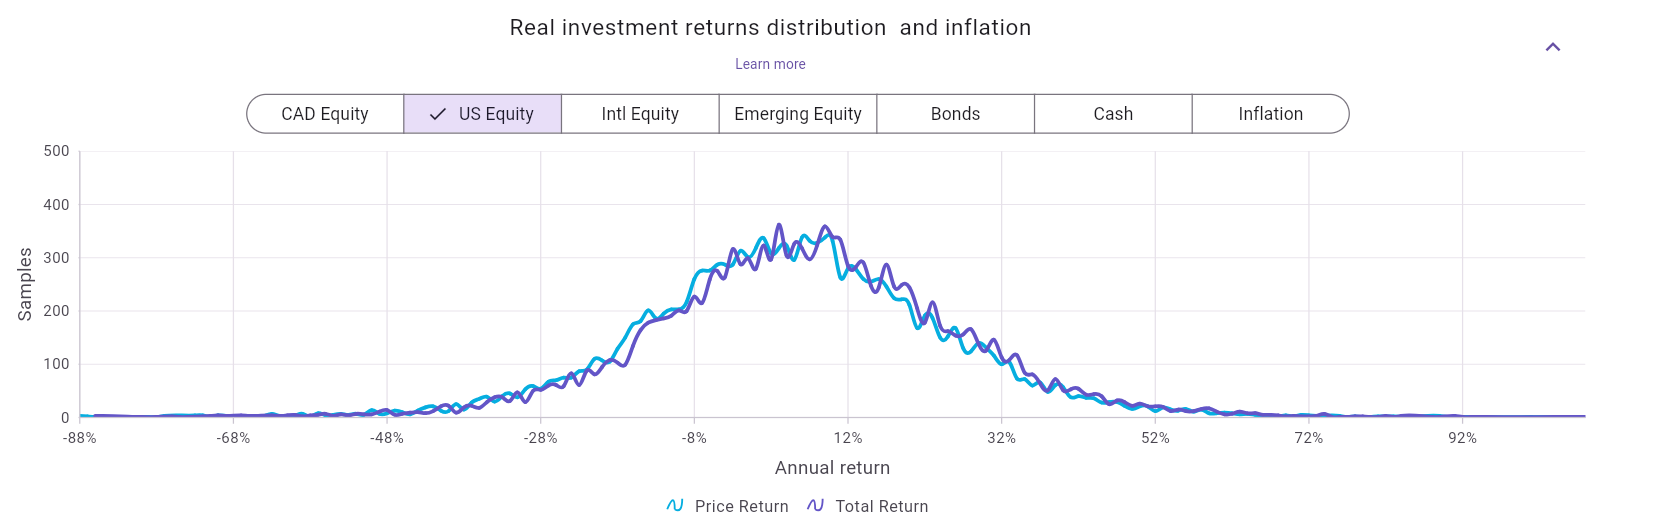 Real investment returns distribution  and inflation
Learn more
CAD Equity US Equity Intl Equity Emerging Equity Bonds Cash Inflation
500
400
300
200
100
0
Samples
-88% -68% -48% -28% -8% 12% 32% 52% 72% 92%
Annual return
Price Return Total Return